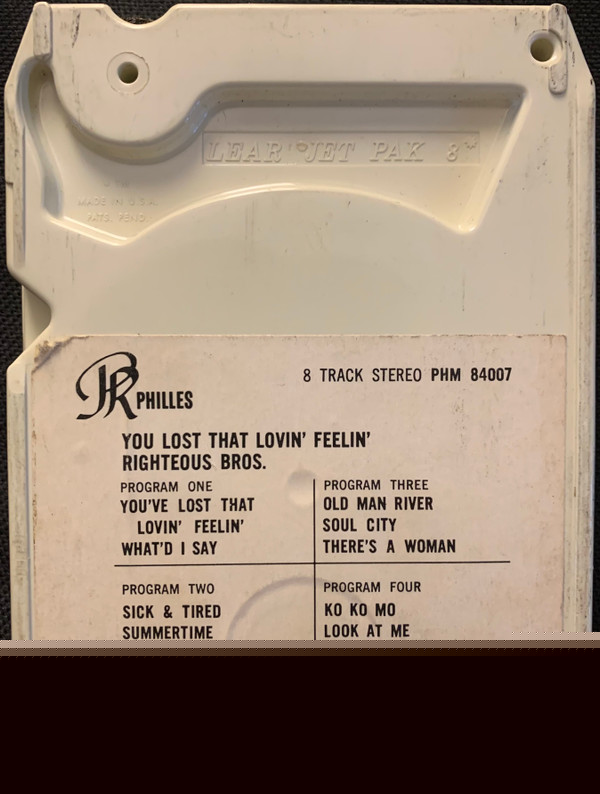 LEAR JET PAK 8
MADE IN U.S.A.
PATS. PEND.
PR PHILLES
8 TRACK STEREO PHM 84007
YOU LOST THAT LOVIN' FEELIN'
RIGHTEOUS BROS.
PROGRAM ONE
YOU'VE LOST THAT
LOVIN' FEELIN'
WHAT'D I SAY
PROGRAM THREE
OLD MAN RIVER
SOUL CITY
THERE'S A WOMAN
PROGRAM TWO
SICK & TIRED
SUMMERTIME
PROGRAM FOUR
KO KO MO
LOOK AT ME